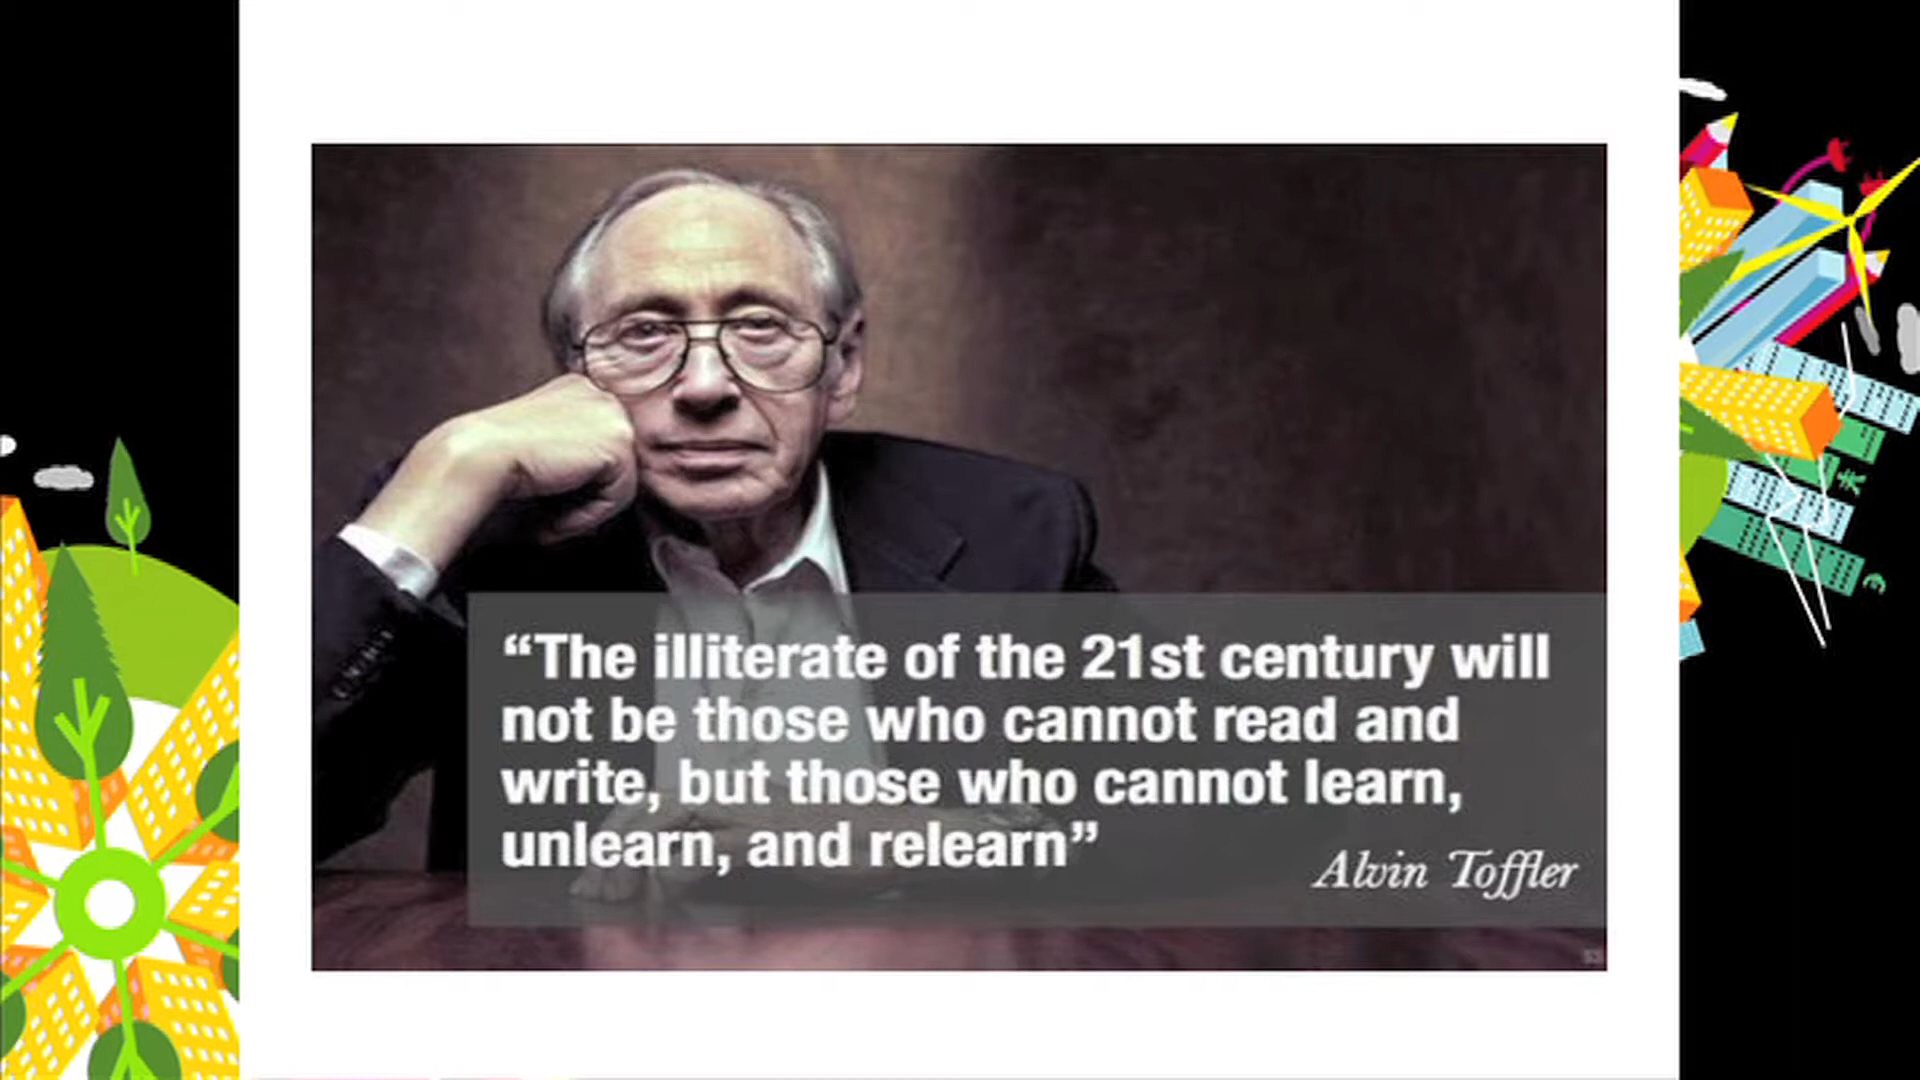 “The illiterate of the 21st century will
not be those who cannot read and
write, but those who cannot learn,
unlearn, and relearn”
Alvin Toffler